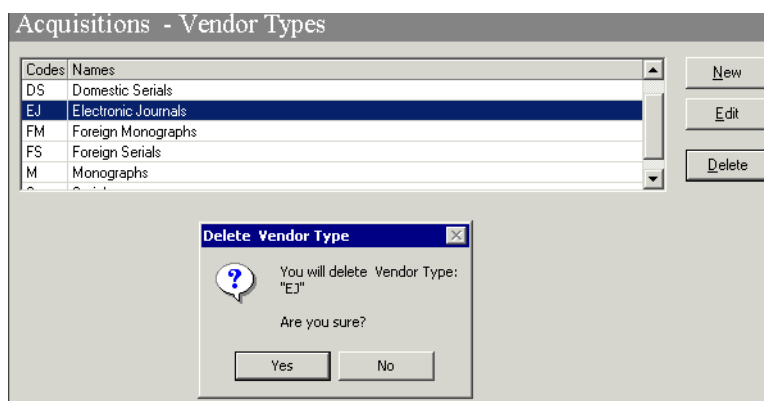 Acquisitions - Vendor Types
Codes Names
DS Domestic Serials
EJ Electronic Journals
FM Foreign Monographs
FS Foreign Serials
M Monographs
New
Edit
Delete
Delete Vendor Type
You will delete Vendor Type:
"EJ"
Are you sure?
Yes No